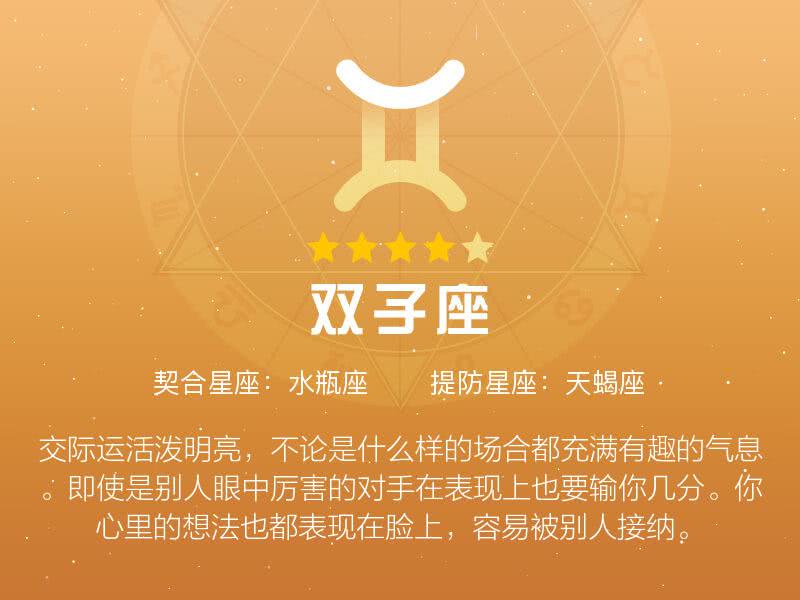 双子座
契合星座：水瓶座 提防星座：天蝎座
交际运活泼明亮，不论是什么样的场合都充满有趣的气息
。即使是别人眼中厉害的对手在表现上也要输你几分。你
心里的想法也都表现在脸上，容易被别人接纳。